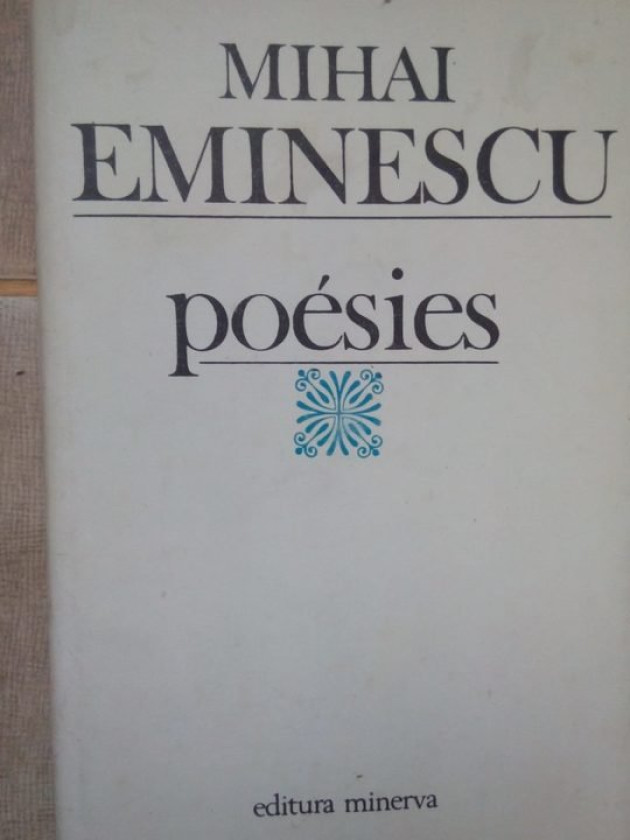 MIHAI
EMINESCU
poésies
editura minerva